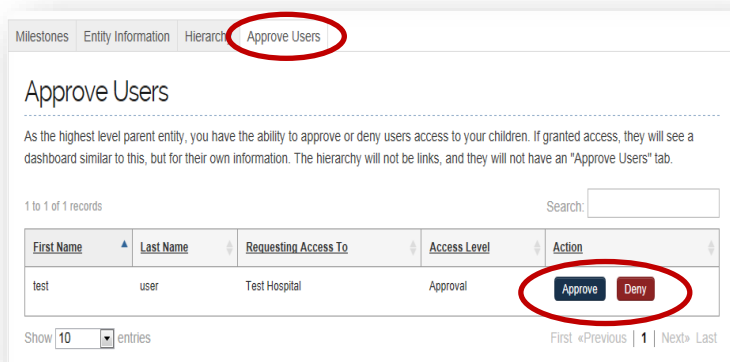 Milestones Entity Information Hierarchy Approve Users
Approve Users
As the highest level parent entity, you have the ability to approve or deny users access to your children. If granted access, they will see a
dashboard similar to this, but for their own information. The hierarchy will not be links, and they will not have an "Approve Users" tab.
1 to 1 of 1 records Search:
First Name Last Name Requesting Access To Access Level Action
test user Test Hospital Approval Approve Deny
Show 10 entries First «Previous | 1 | Next» Last